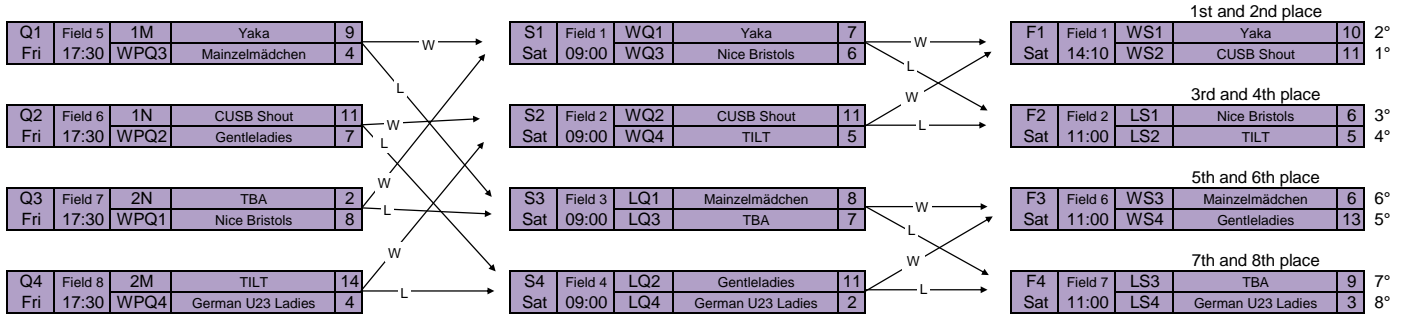 1st and 2nd place
Q1 Field 5 1M Yaka 9
Fri 17:30 WPQ3 Mainzelmädchen 4
W
L
S1 Field 1 WQ1 Yaka 7
Sat 09:00 WQ3 Nice Bristols 6
W
L
F1 Field 1 WS1 Yaka 10 2°
Sat 14:10 WS2 CUSB Shout 11 1°
3rd and 4th place
Q2 Field 6 1N CUSB Shout 11
Fri 17:30 WPQ2 Gentleladies 7
W
L
S2 Field 2 WQ2 CUSB Shout 11
Sat 09:00 WQ4 TILT 5
W
L
F2 Field 2 LS1 Nice Bristols 6 3°
Sat 11:00 LS2 TILT 5 4°
5th and 6th place
Q3 Field 7 2N TBA 2
Fri 17:30 WPQ1 Nice Bristols 8
W
L
S3 Field 3 LQ1 Mainzelmädchen 8
Sat 09:00 LQ3 TBA 7
W
L
F3 Field 6 WS3 Mainzelmädchen 6 6°
Sat 11:00 WS4 Gentleladies 13 5°
7th and 8th place
Q4 Field 8 2M TILT 14
Fri 17:30 WPQ4 German U23 Ladies 4
W
L
S4 Field 4 LQ2 Gentleladies 11
Sat 09:00 LQ4 German U23 Ladies 2
W
L
F4 Field 7 LS3 TBA 9 7°
Sat 11:00 LS4 German U23 Ladies 3 8°